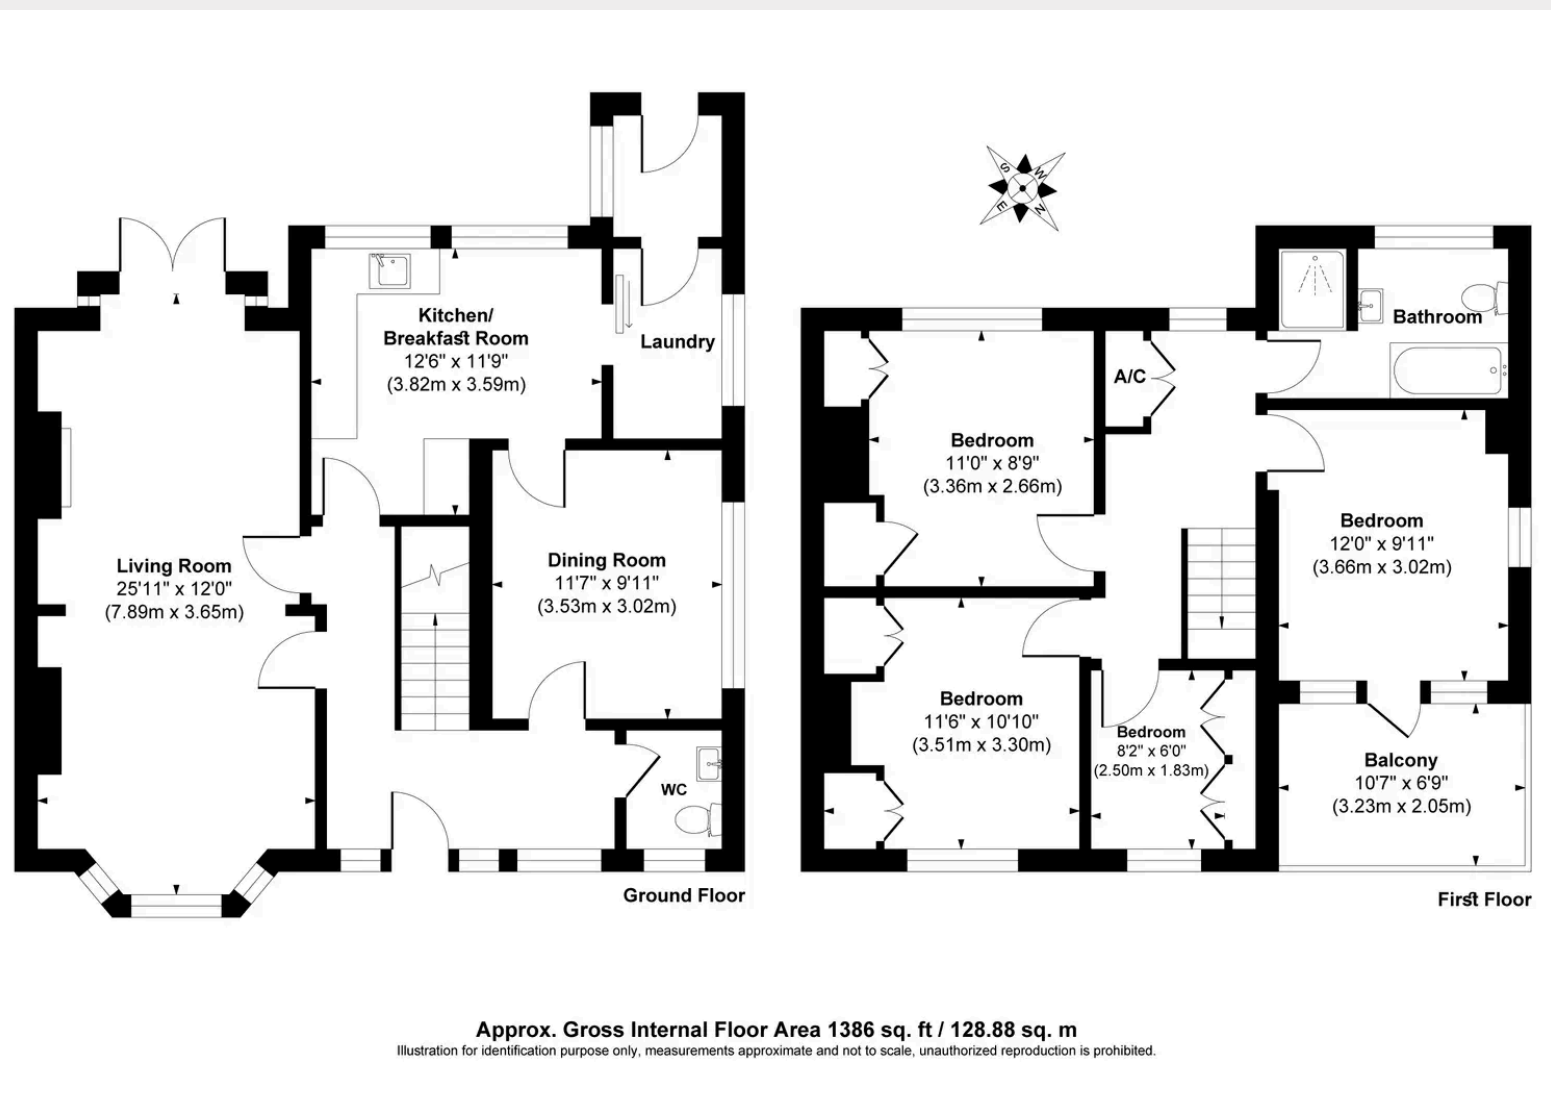 Kitchen/
Breakfast Room
12'6" x 11'9"
(3.82m x 3.59m)
Laundry
Living Room
25'11" x 12'0"
(7.89m x 3.65m)
Dining Room
11'7" x 9'11"
(3.53m x 3.02m)
WC
Ground Floor
S
W
E
N
Bathroom
A/C
Bedroom
11'0" x 8'9"
(3.36m x 2.66m)
Bedroom
12'0" x 9'11"
(3.66m x 3.02m)
Bedroom
11'6" x 10'10"
(3.51m x 3.30m)
Bedroom
8'2" x 6'0"
(2.50m x 1.83m)
Balcony
10'7" x 6'9"
(3.23m x 2.05m)
First Floor
Approx. Gross Internal Floor Area 1386 sq. ft / 128.88 sq. m
Illustration for identification purpose only, measurements approximate and not to scale, unauthorized reproduction is prohibited.